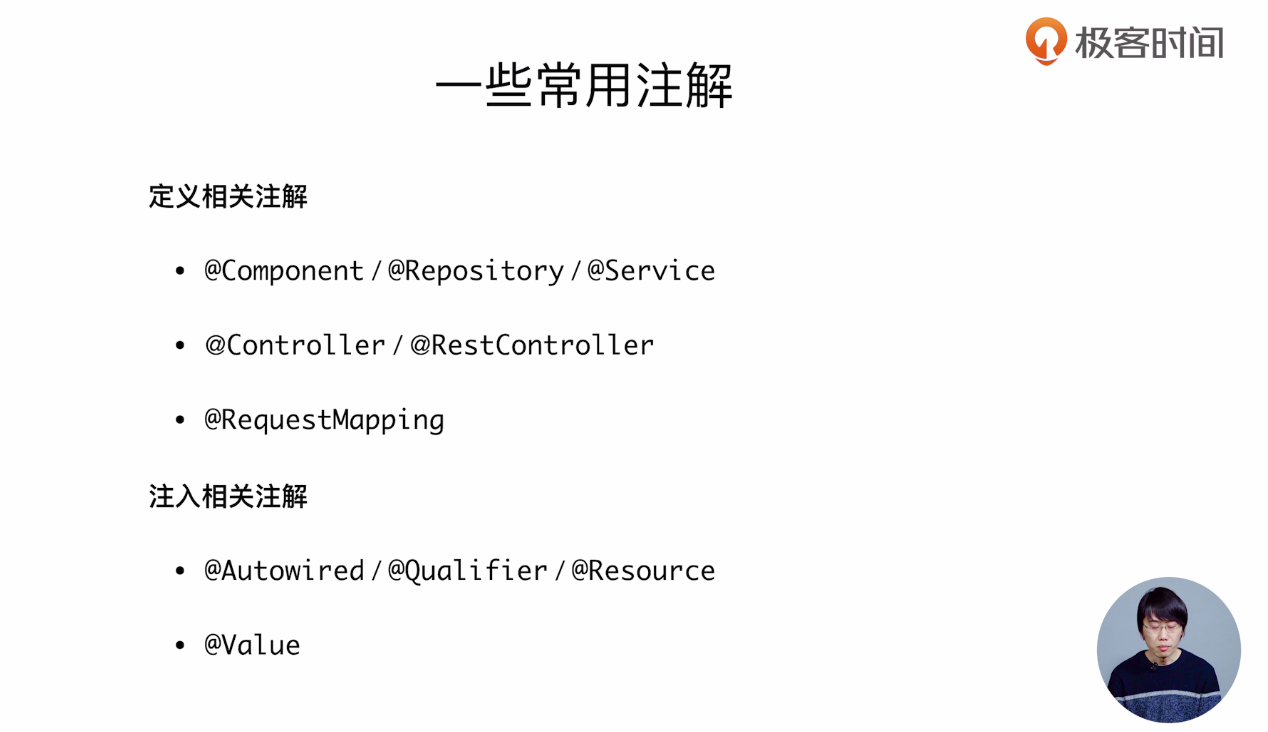 极客时间
一些常用注解
定义相关注解
• @Component / @Repository / @Service
• @Controller / @RestController
• @RequestMapping
注入相关注解
• @Autowired / @Qualifier / @Resource
• @Value